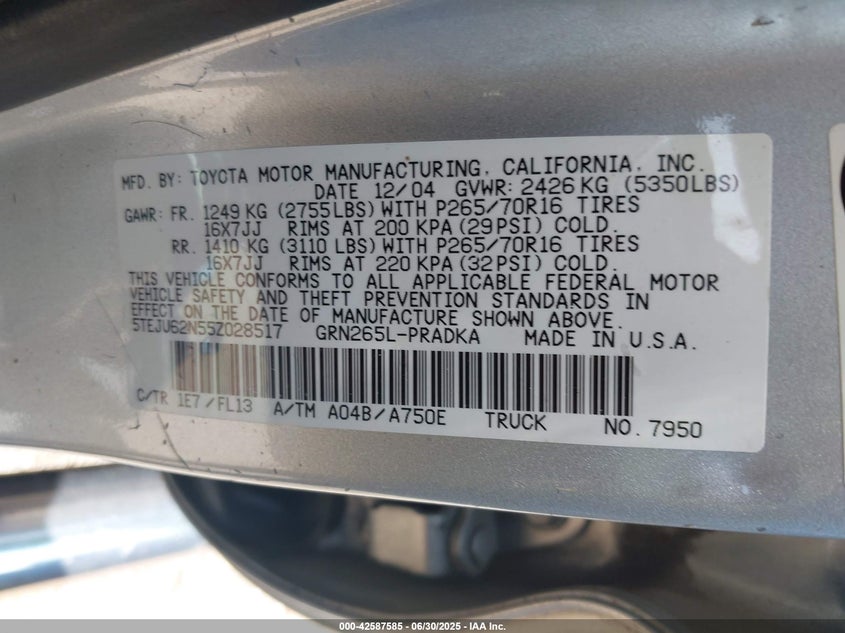 MFD. BY: TOYOTA MOTOR MANUFACTURING, CALIFORNIA, INC.
DATE 12/04 GVWR: 2426 KG (5350LBS)
GAWR: FR. 1249 KG (2755LBS) WITH P265/70R16 TIRES
16X7JJ RIMS AT 200 KPA (29PSI) COLD.
RR. 1410 KG (3110 LBS) WITH P265/70R16 TIRES
16X7JJ RIMS AT 220 KPA (32PSI) COLD.
THIS VEHICLE CONFORMS TO ALL APPLICABLE FEDERAL MOTOR
VEHICLE SAFETY AND THEFT PREVENTION STANDARDS IN
EFFECT ON THE DATE OF MANUFACTURE SHOWN ABOVE.
5TEJU62N55Z028517 GRN265L-PRADKA MADE IN U.S.A.
C/TR 1E7/FL13 A/TM A04B/A750E TRUCK NO. 7950
000-42587585 - 06/30/2025 - IAA Inc.